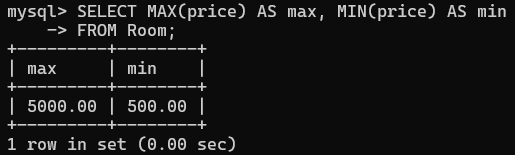 mysql> SELECT MAX(price) AS max, MIN(price) AS min
    -> FROM Room;
+---------+--------+
| max     | min    |
+---------+--------+
| 5000.00 | 500.00 |
+---------+--------+
1 row in set (0.00 sec)